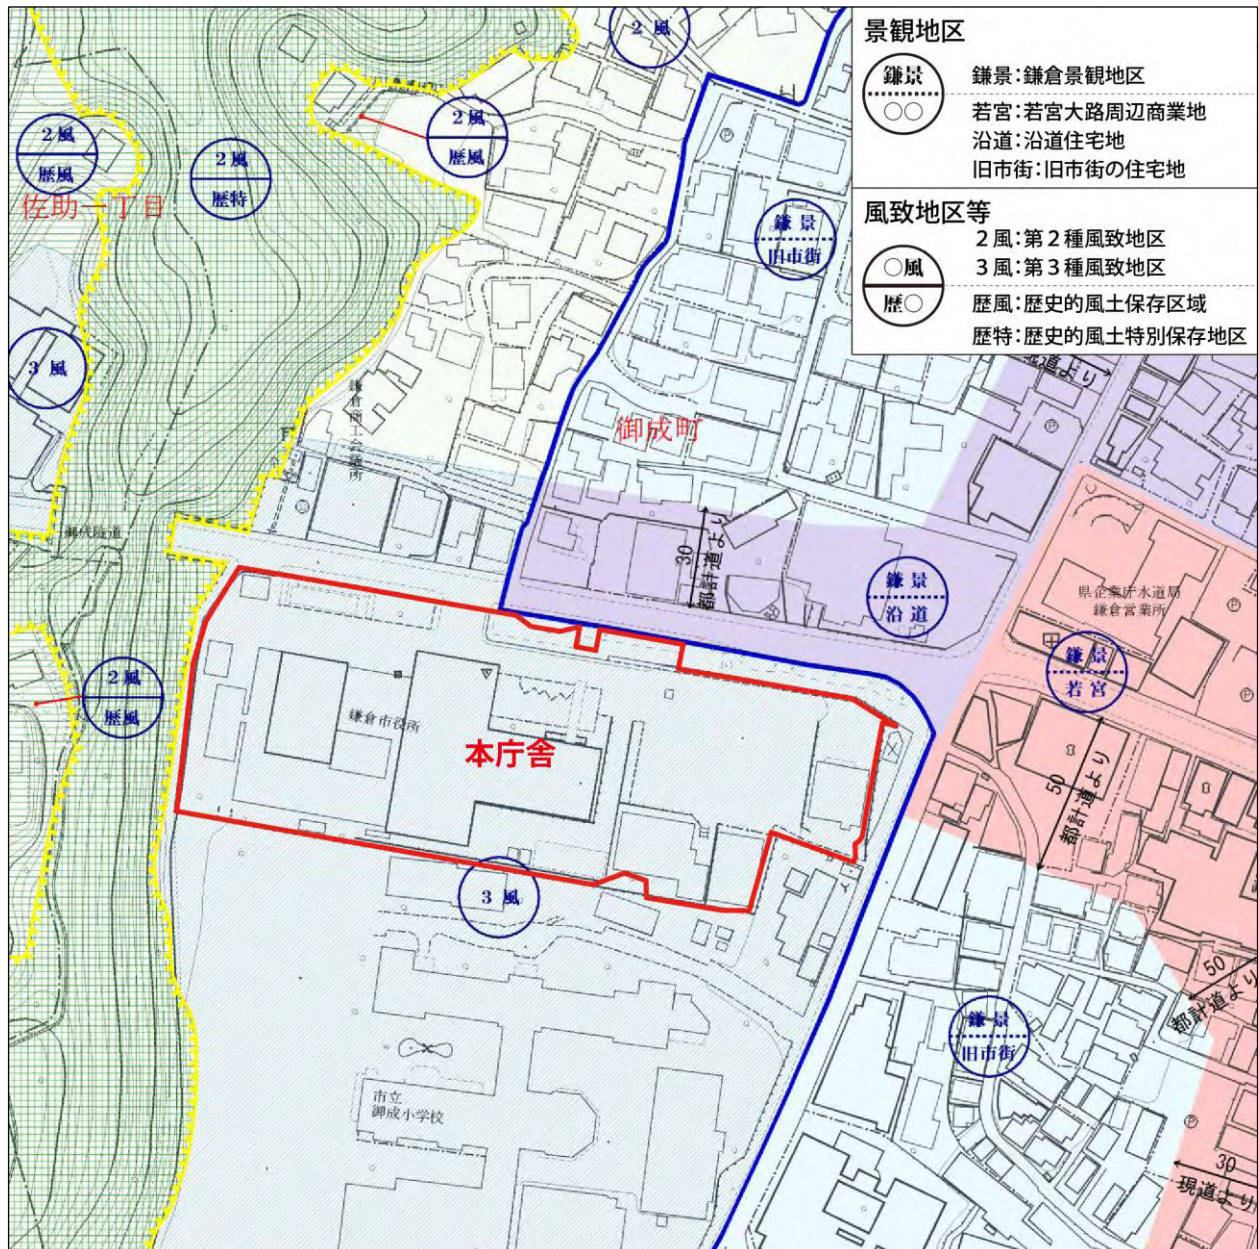 景観地区
鎌景
○○
鎌景:鎌倉景観地区
若宮:若宮大路周辺商業地
沿道:沿道住宅地
旧市街:旧市街の住宅地
風致地区等
○風
歴○
2風:第2種風致地区
3風:第3種風致地区
歴風:歴史的風土保存区域
歴特:歴史的風土特別保存地区
2風
2風
歴風
2風
歴特
2風
歴風
佐助一丁目
鎌景
旧市街
3風
現道より
鎌倉商工会議所
御成町
御成隧道
30
都計道より
鎌景
沿道
県企業庁水道局
鎌倉営業所
鎌景
若宮
2風
歴風
鎌倉市役所
本庁舎
50
都計道より
3風
50
都計道より
鎌景
旧市街
市立
御成小学校
30
現道より